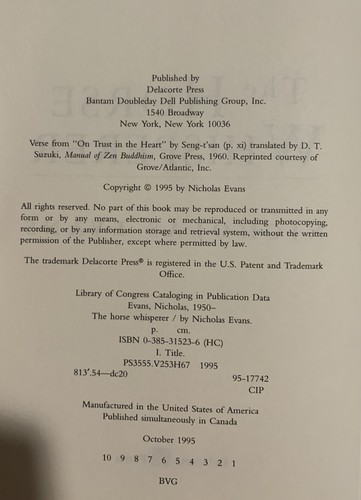 Published by
Delacorte Press
Bantam Doubleday Dell Publishing Group, Inc.
1540 Broadway
New York, New York 10036
Verse from "On Trust in the Heart" by Seng-t'san (p. xi) translated by D. T.
Suzuki, Manual of Zen Buddhism, Grove Press, 1960. Reprinted courtesy of
Grove/Atlantic, Inc.
Copyright © 1995 by Nicholas Evans
All rights reserved. No part of this book may be reproduced or transmitted in any
form or by any means, electronic or mechanical, including photocopying,
recording, or by any information storage and retrieval system, without the written
permission of the Publisher, except where permitted by law.
The trademark Delacorte Press® is registered in the U.S. Patent and Trademark
Office.
Library of Congress Cataloging in Publication Data
Evans, Nicholas, 1950–
The horse whisperer / by Nicholas Evans.
p. cm.
ISBN 0-385-31523-6 (HC)
I. Title.
PS3555.V253H67 1995
813'.54—dc20 95-17742
CIP
Manufactured in the United States of America
Published simultaneously in Canada
October 1995
10 9 8 7 6 5 4 3 2 1
BVG